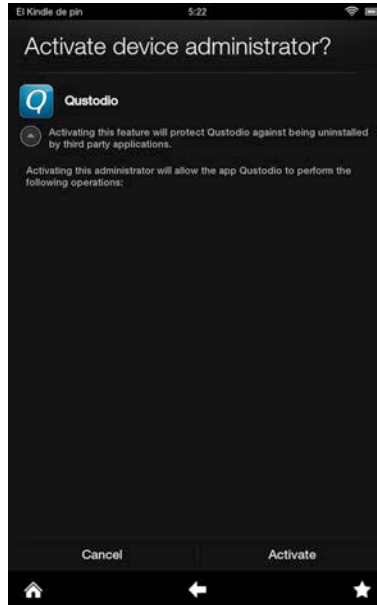 El Kindle de pin 5:22
Activate device administrator?
Qustodio
Activating this feature will protect Qustodio against being uninstalled
by third party applications.
Activating this administrator will allow the app Qustodio to perform the
following operations:
Cancel Activate